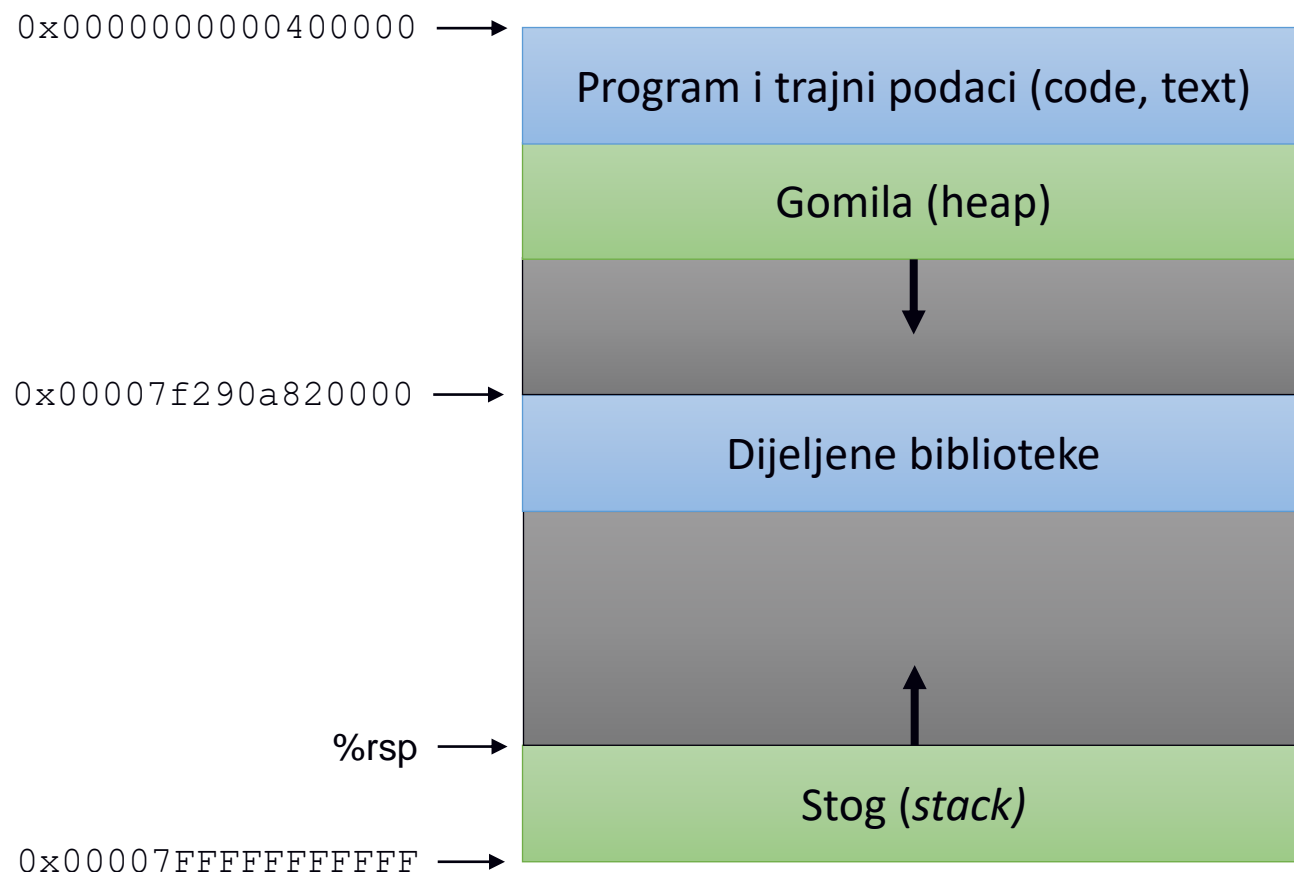 0x0000000000400000
Program i trajni podaci (code, text)
Gomila (heap)
0x00007f290a820000
Dijeljene biblioteke
%rsp
Stog (stack)
0x00007FFFFFFFFFFF